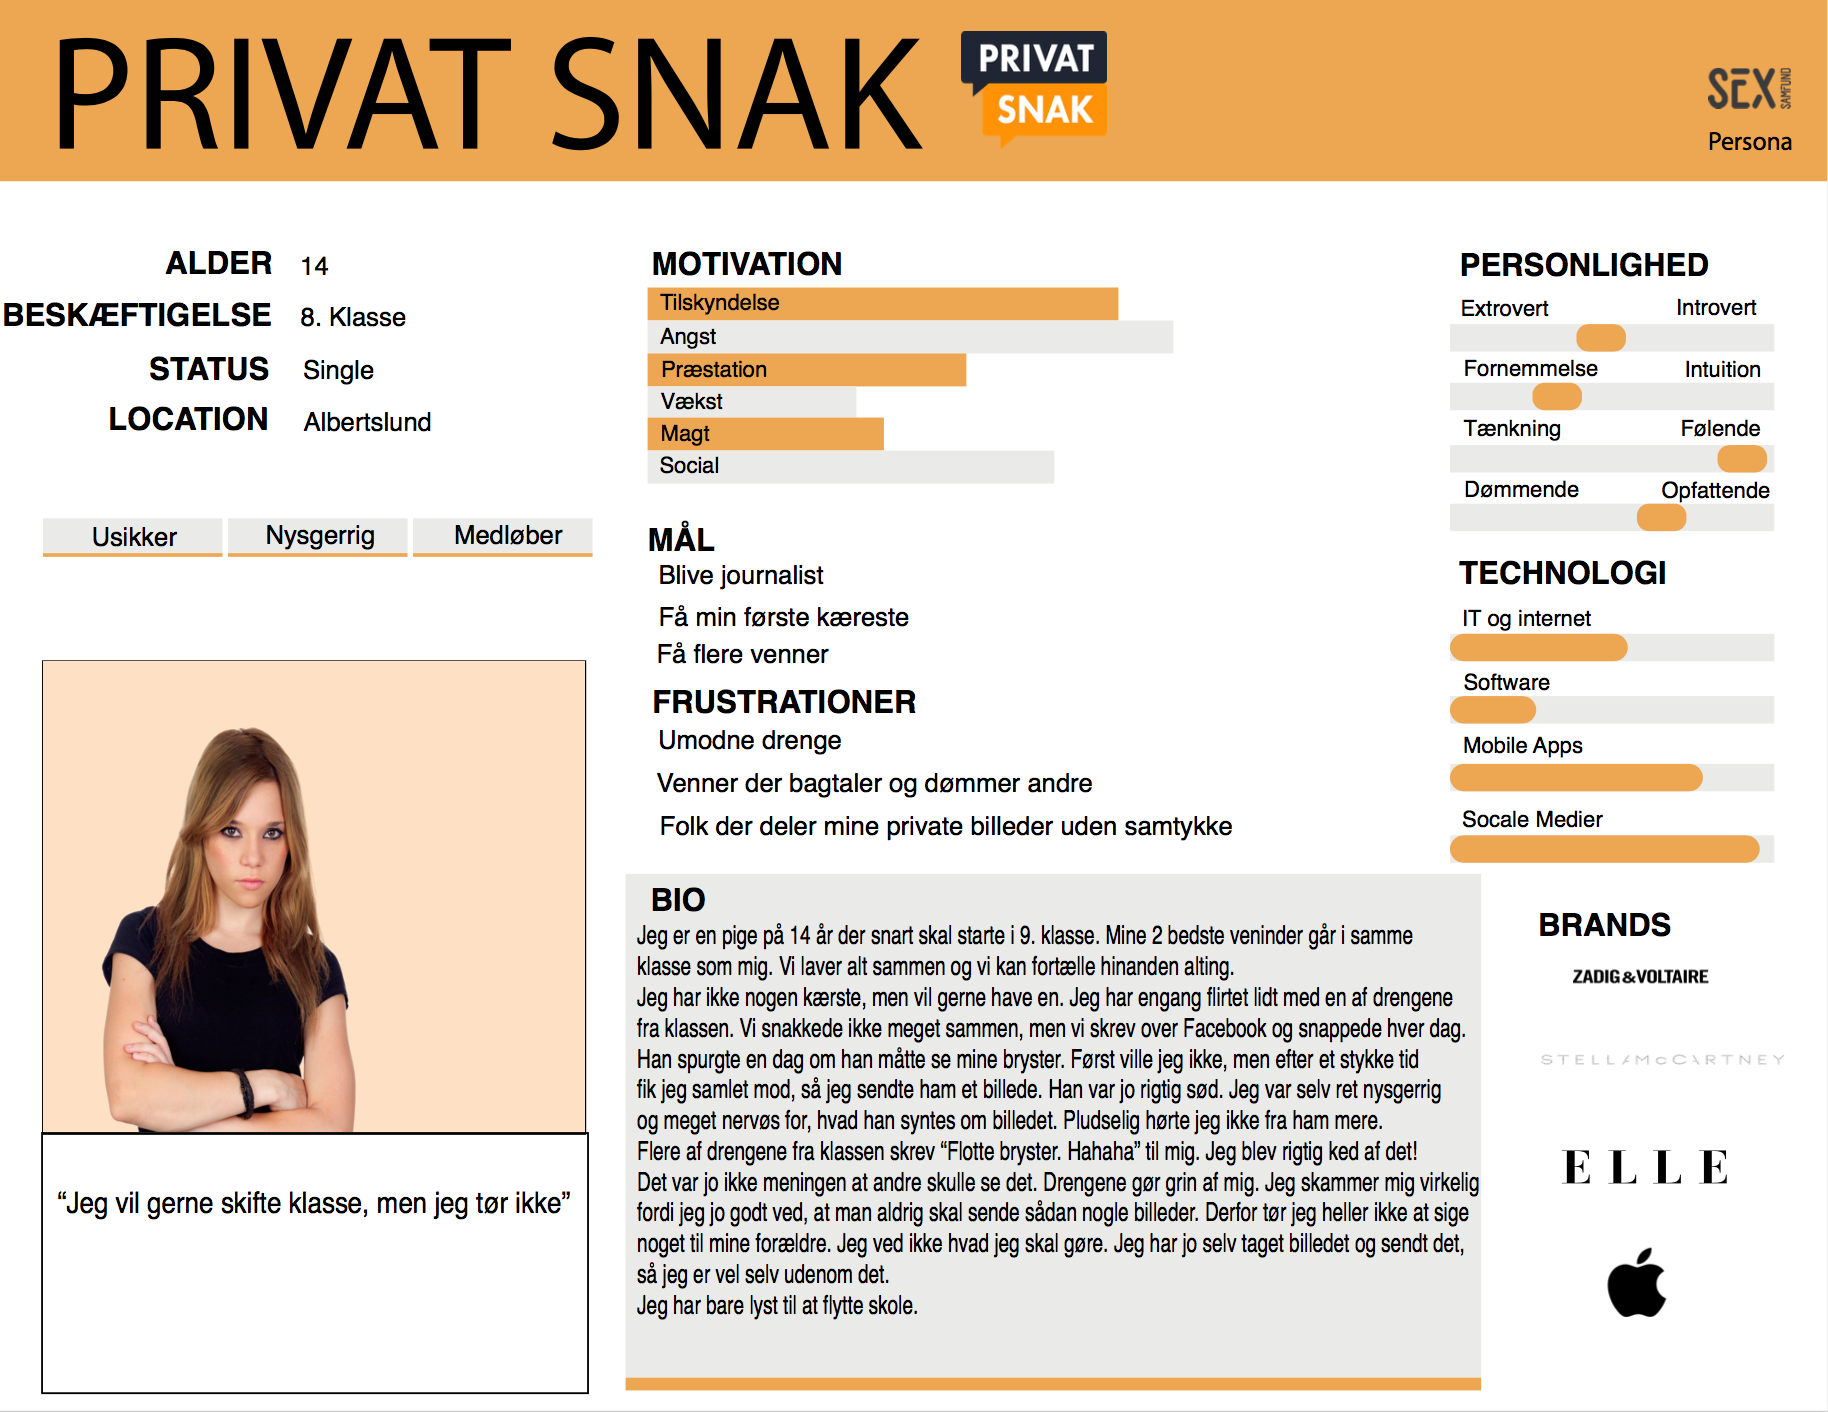 PRIVAT SNAK
PRIVAT
SNAK
SEX
SAMFUND
Persona
ALDER 14
BESKÆFTIGELSE 8. Klasse
STATUS Single
LOCATION Albertslund
Usikker Nysgerrig Medløber
“Jeg vil gerne skifte klasse, men jeg tør ikke”
MOTIVATION
Tilskyndelse
Angst
Præstation
Vækst
Magt
Social
MÅL
Blive journalist
Få min første kæreste
Få flere venner
FRUSTRATIONER
Umodne drenge
Venner der bagtaler og dømmer andre
Folk der deler mine private billeder uden samtykke
BIO
Jeg er en pige på 14 år der snart skal starte i 9. klasse. Mine 2 bedste veninder går i samme
klasse som mig. Vi laver alt sammen og vi kan fortælle hinanden alting.
Jeg har ikke nogen kærste, men vil gerne have en. Jeg har engang flirtet lidt med en af drengene
fra klassen. Vi snakkede ikke meget sammen, men vi skrev over Facebook og snappede hver dag.
Han spurgte en dag om han måtte se mine bryster. Først ville jeg ikke, men efter et stykke tid
fik jeg samlet mod, så jeg sendte ham et billede. Han var jo rigtig sød. Jeg var selv ret nysgerrig
og meget nervøs for, hvad han syntes om billedet. Pludselig hørte jeg ikke fra ham mere.
Flere af drengene fra klassen skrev “Flotte bryster. Hahaha” til mig. Jeg blev rigtig ked af det!
Det var jo ikke meningen at andre skulle se det. Drengene gør grin af mig. Jeg skammer mig virkelig
fordi jeg jo godt ved, at man aldrig skal sende sådan nogle billeder. Derfor tør jeg heller ikke at sige
noget til mine forældre. Jeg ved ikke hvad jeg skal gøre. Jeg har jo selv taget billedet og sendt det,
så jeg er vel selv udenom det.
Jeg har bare lyst til at flytte skole.
PERSONLIGHED
Extrovert Introvert
Fornemmelse Intuition
Tænkning Følende
Dømmende Opfattende
TECHNOLOGI
IT og internet
Software
Mobile Apps
Socale Medier
BRANDS
ZADIG&VOLTAIRE
STELLAMcCARTNEY
ELLE